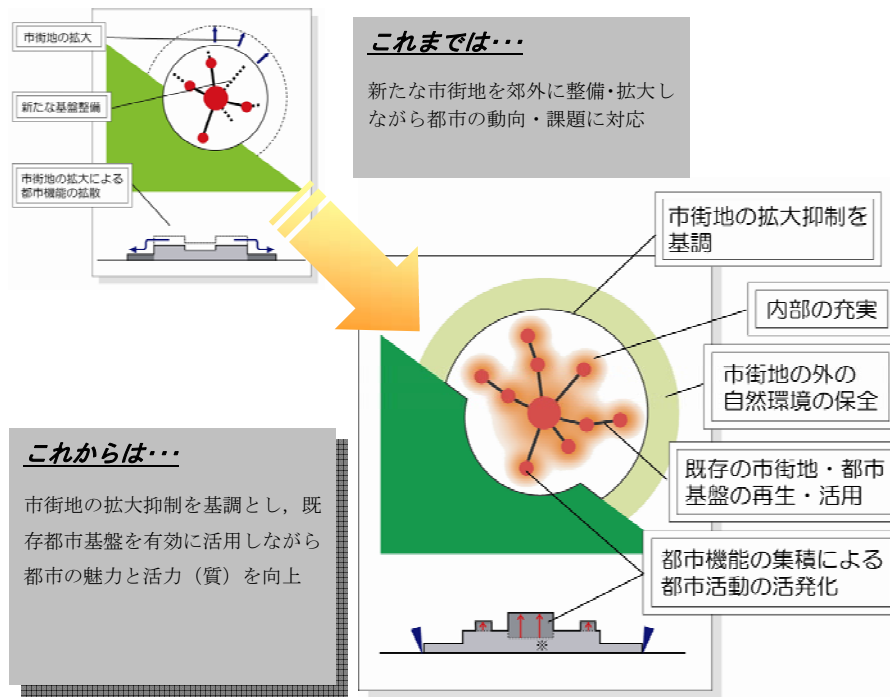 これまでは･･･
新たな市街地を郊外に整備･拡大し
ながら都市の動向・課題に対応
市街地の拡大
新たな基盤整備
市街地の拡大による
都市機能の拡散
市街地の拡大抑制を
基調
内部の充実
市街地の外の
自然環境の保全
既存の市街地・都市
基盤の再生・活用
都市機能の集積による
都市活動の活発化
※
これからは･･･
市街地の拡大抑制を基調とし，既
存都市基盤を有効に活用しながら
都市の魅力と活力（質）を向上